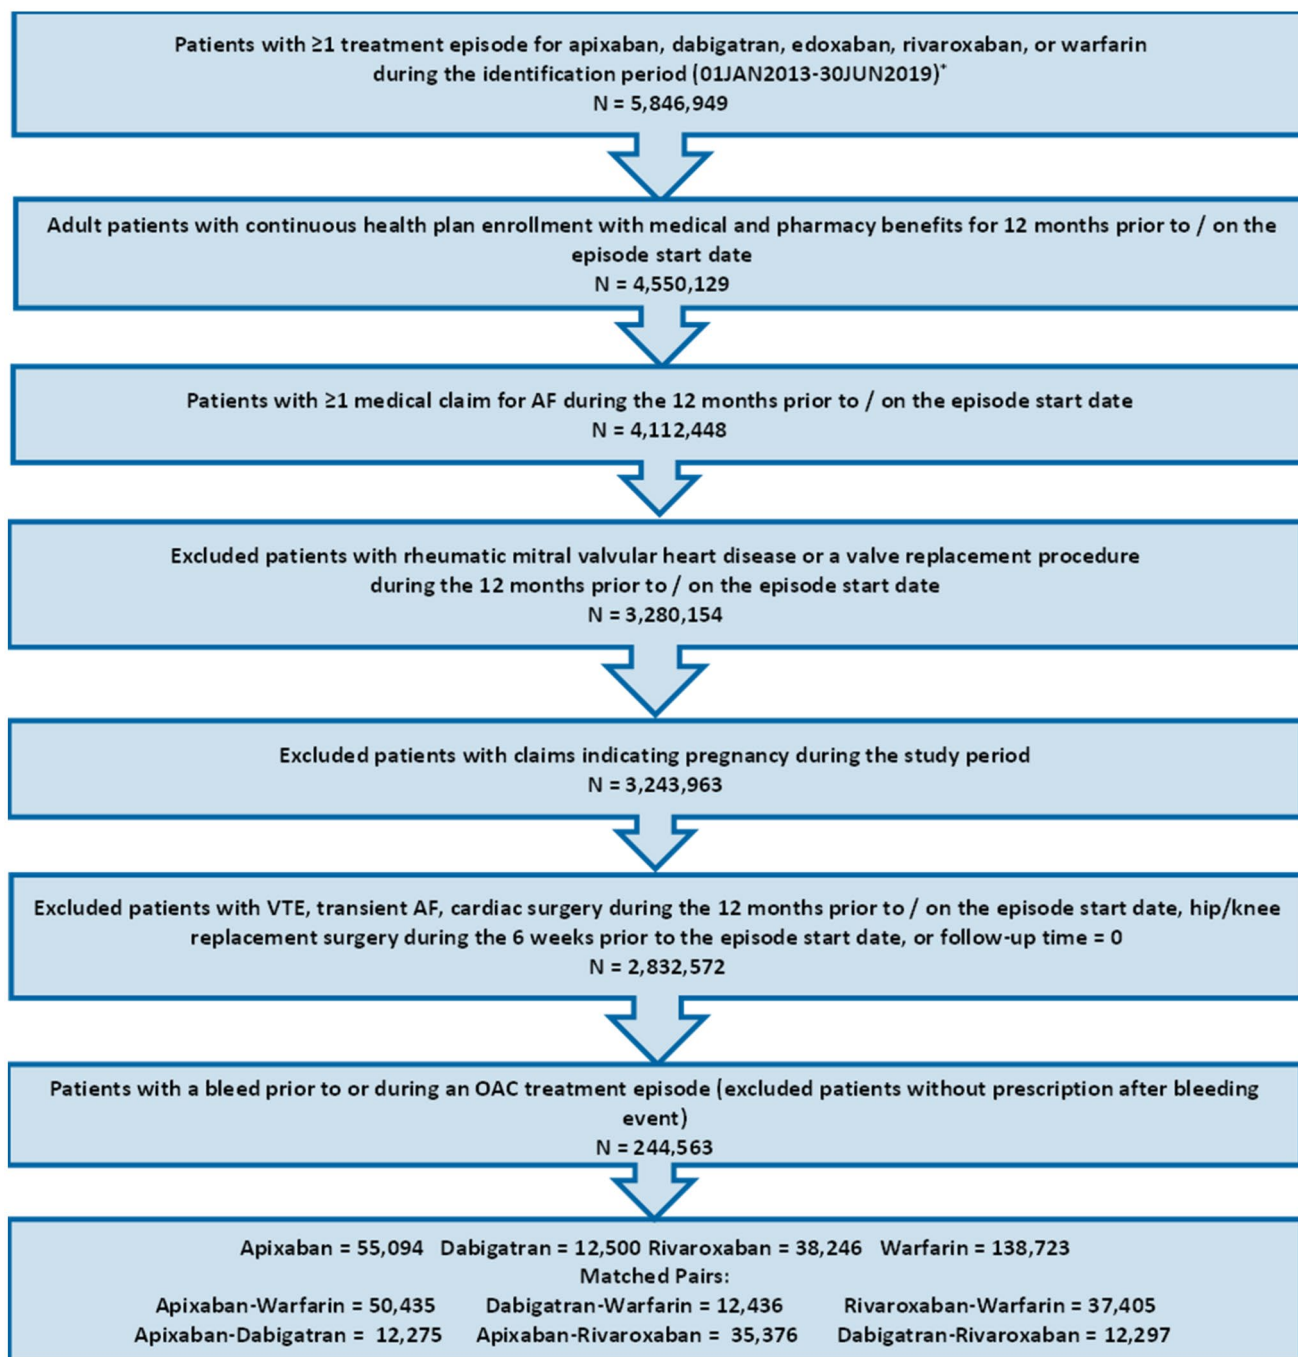 Patients with ≥1 treatment episode for apixaban, dabigatran, edoxaban, rivaroxaban, or warfarin
during the identification period (01JAN2013-30JUN2019)*
N = 5,846,949
Adult patients with continuous health plan enrollment with medical and pharmacy benefits for 12 months prior to / on the
episode start date
N = 4,550,129
Patients with ≥1 medical claim for AF during the 12 months prior to / on the episode start date
N = 4,112,448
Excluded patients with rheumatic mitral valvular heart disease or a valve replacement procedure
during the 12 months prior to / on the episode start date
N = 3,280,154
Excluded patients with claims indicating pregnancy during the study period
N = 3,243,963
Excluded patients with VTE, transient AF, cardiac surgery during the 12 months prior to / on the episode start date, hip/knee
replacement surgery during the 6 weeks prior to the episode start date, or follow-up time = 0
N = 2,832,572
Patients with a bleed prior to or during an OAC treatment episode (excluded patients without prescription after bleeding
event)
N = 244,563
Apixaban = 55,094 Dabigatran = 12,500 Rivaroxaban = 38,246 Warfarin = 138,723
Matched Pairs:
Apixaban-Warfarin = 50,435 Dabigatran-Warfarin = 12,436 Rivaroxaban-Warfarin = 37,405
Apixaban-Dabigatran = 12,275 Apixaban-Rivaroxaban = 35,376 Dabigatran-Rivaroxaban = 12,297